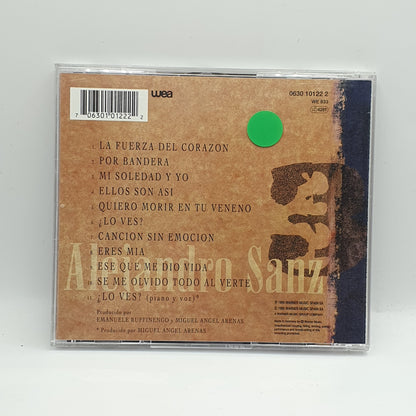 wea
0630 10122 2
WE 833
7 06301 01222 2
1. LA FUERZA DEL CORAZON
2. POR BANDERA
3. MI SOLEDAD Y YO
4. ELLOS SON ASI
5. QUIERO MORIR EN TU VENENO
6. ¿LO VES?
7. CANCION SIN EMOCION
8. ERES MIA
9. ESE QUE ME DIO VIDA
10. SE ME OLVIDO TODO AL VERTE
11. ¿LO VES? (piano y voz)*
Alejandro Sanz
Producido por
EMANUELE RUFFINENGO y MIGUEL ANGEL ARENAS
* Producido por MIGUEL ANGEL ARENAS